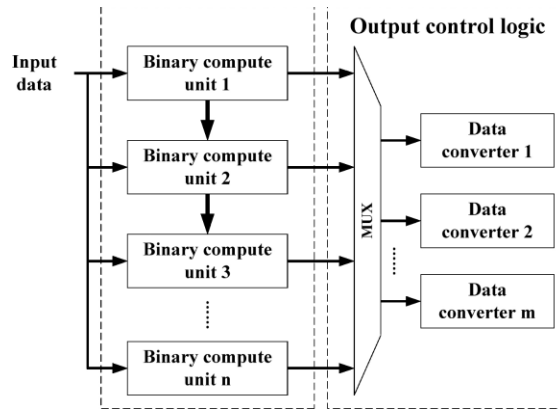 Output control logic
Input
data
Binary compute
unit 1
Binary compute
unit 2
Binary compute
unit 3
Binary compute
unit n
MUX
Data
converter 1
Data
converter 2
Data
converter m